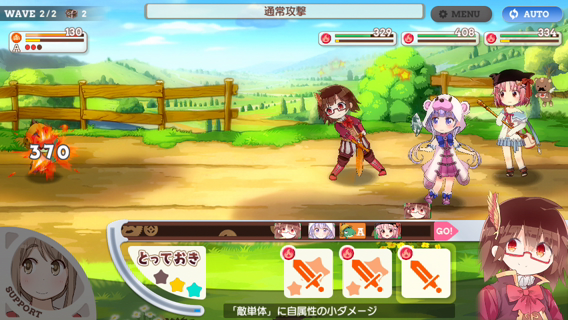 WAVE 2/2 2
通常攻撃
MENU
AUTO
130
A
329
408
334
370
A
GO!
とっておき
SUPPORT
「敵単体」に自属性の小ダメージ